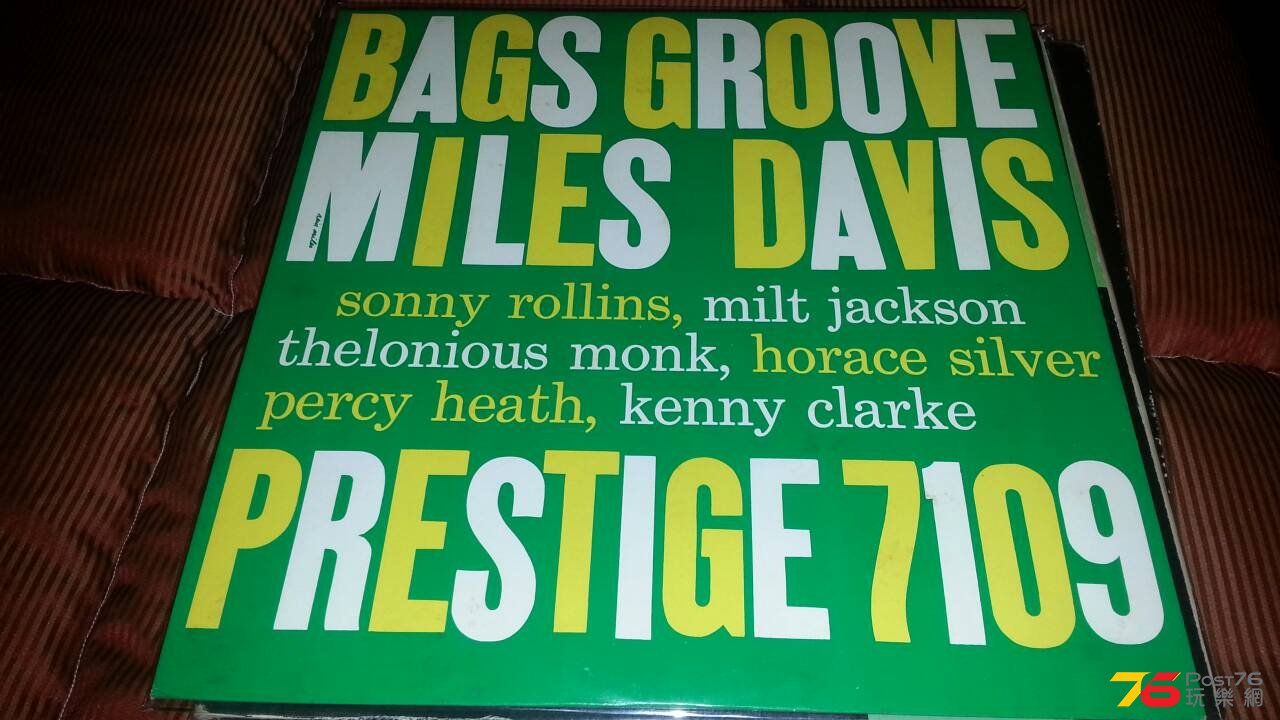 BAGS GROOVE
MILES DAVIS
sonny rollins, milt jackson
thelonious monk, horace silver
percy heath, kenny clarke
PRESTIGE 7109
76 POST76
玩樂網